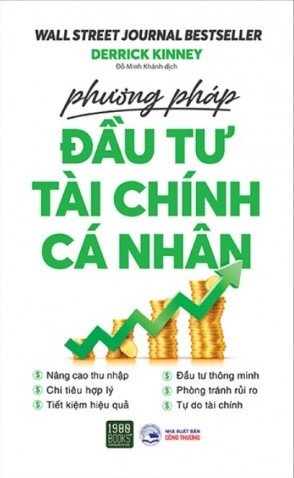 WALL STREET JOURNAL BESTSELLER
DERRICK KINNEY
Đỗ Minh Khánh dịch
phương pháp
ĐẦU TƯ
TÀI CHÍNH
CÁ NHÂN
Nâng cao thu nhập
Chi tiêu hợp lý
Tiết kiệm hiệu quả
Đầu tư thông minh
Phòng tránh rủi ro
Tự do tài chính
1980
BOOKS
NHÀ XUẤT BẢN
CÔNG THƯƠNG